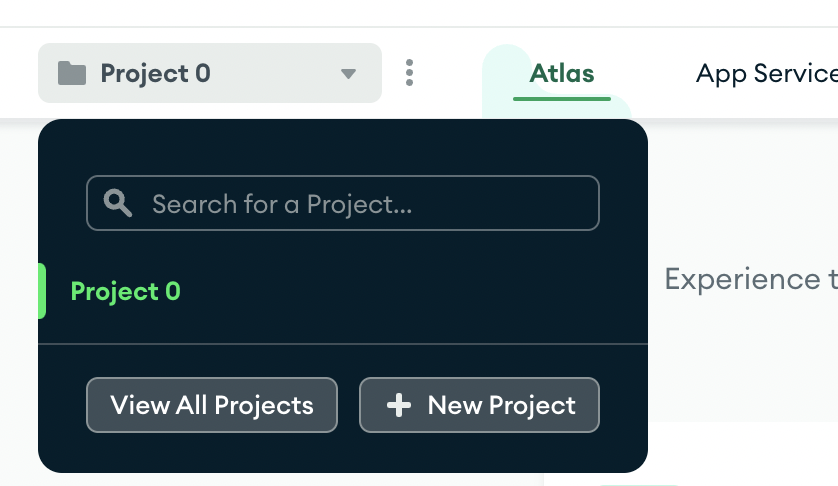 Project 0
Atlas
App Service
Search for a Project...
Experience t
Project 0
View All Projects
New Project